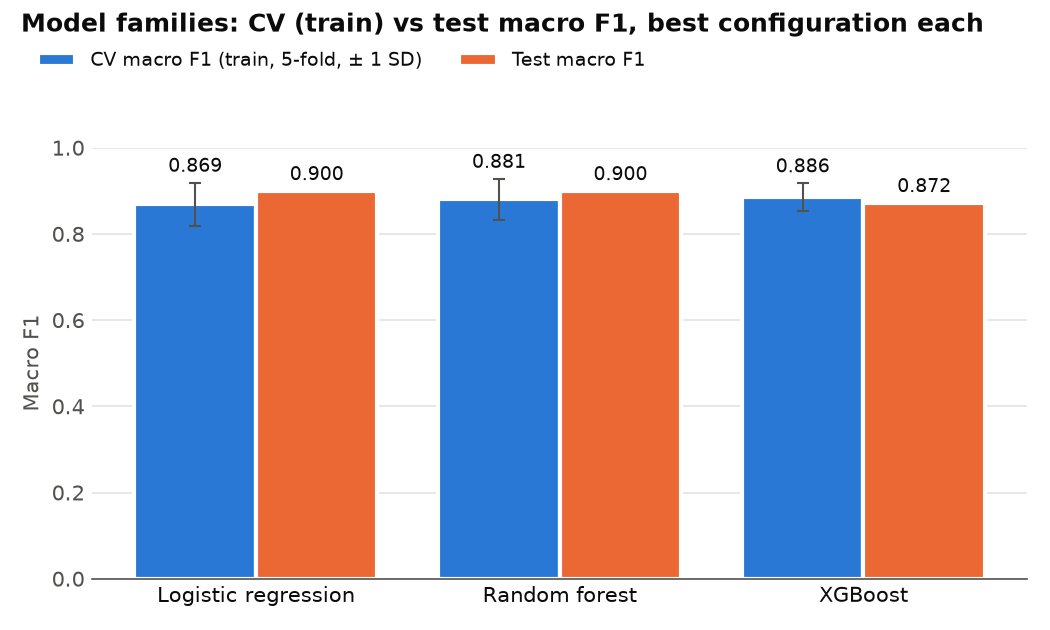 Model families: CV (train) vs test macro F1, best configuration each
CV macro F1 (train, 5-fold, ± 1 SD)
Test macro F1
1.0
0.8
0.6
0.4
0.2
0.0
Macro F1
0.869
0.900
0.881
0.900
0.886
0.872
Logistic regression
Random forest
XGBoost